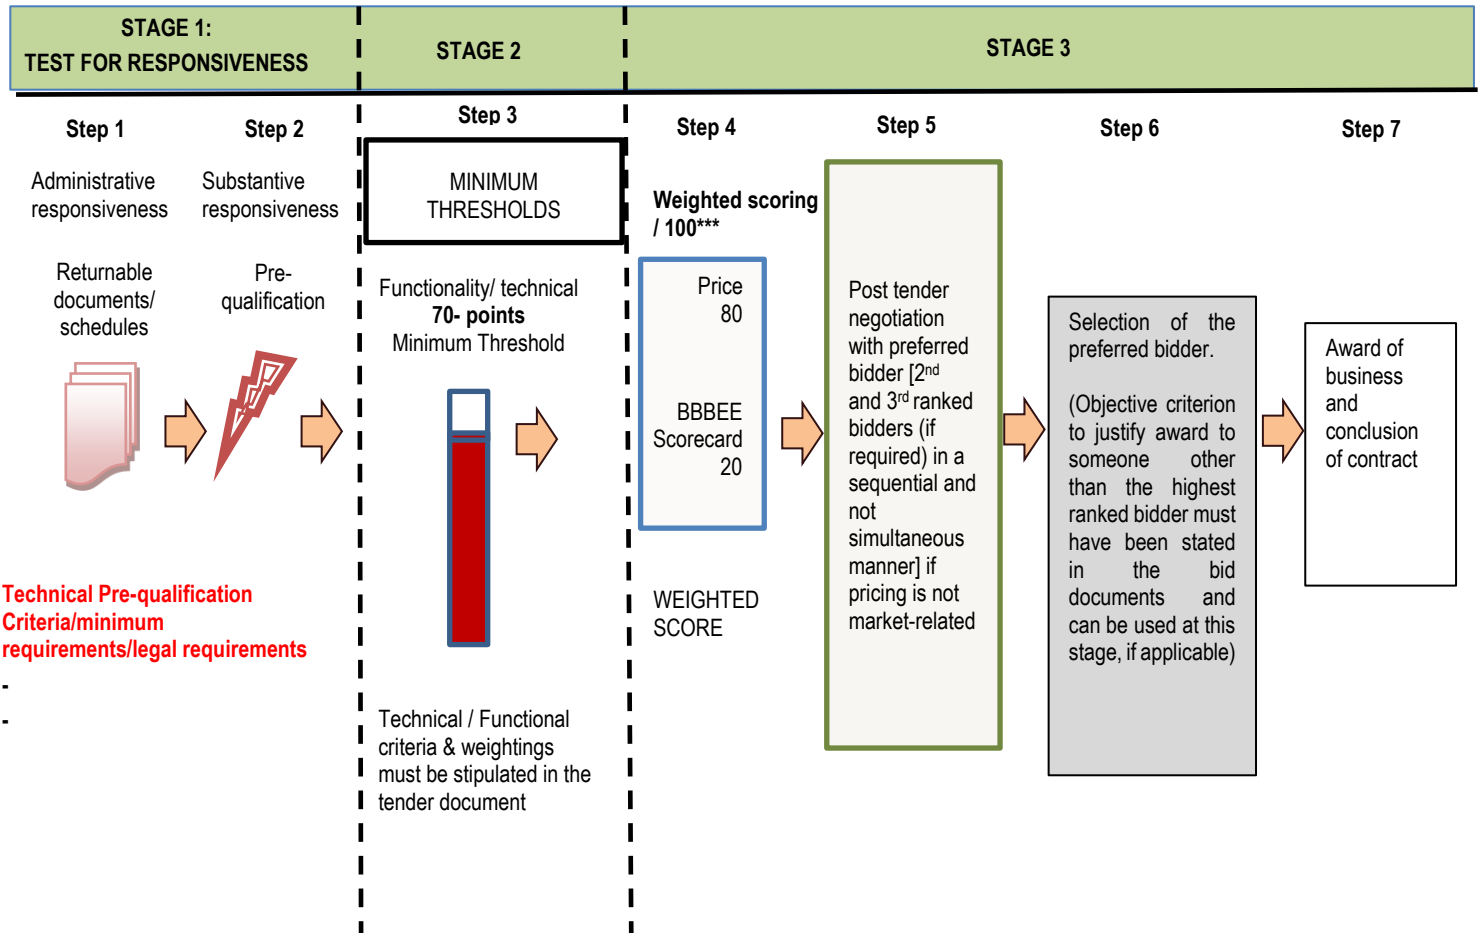 STAGE 1:
TEST FOR RESPONSIVENESS
STAGE 2
STAGE 3
Step 1
Administrative
responsiveness
Returnable
documents/
schedules
Step 2
Substantive
responsiveness
Pre-
qualification
Technical Pre-qualification
Criteria/minimum
requirements/legal requirements
-
-
Step 3
MINIMUM
THRESHOLDS
Functionality/ technical
70- points
Minimum Threshold
Technical / Functional
criteria & weightings
must be stipulated in the
tender document
Step 4
Weighted scoring
/ 100***
Price
80
BBBEE
Scorecard
20
WEIGHTED
SCORE
Step 5
Post tender
negotiation
with preferred
bidder [2nd
and 3rd ranked
bidders (if
required) in a
sequential and
not
simultaneous
manner] if
pricing is not
market-related
Step 6
Selection of the
preferred bidder.
(Objective criterion
to justify award to
someone other
than the highest
ranked bidder must
have been stated
in the bid
documents and
can be used at this
stage, if applicable)
Step 7
Award of
business
and
conclusion
of contract